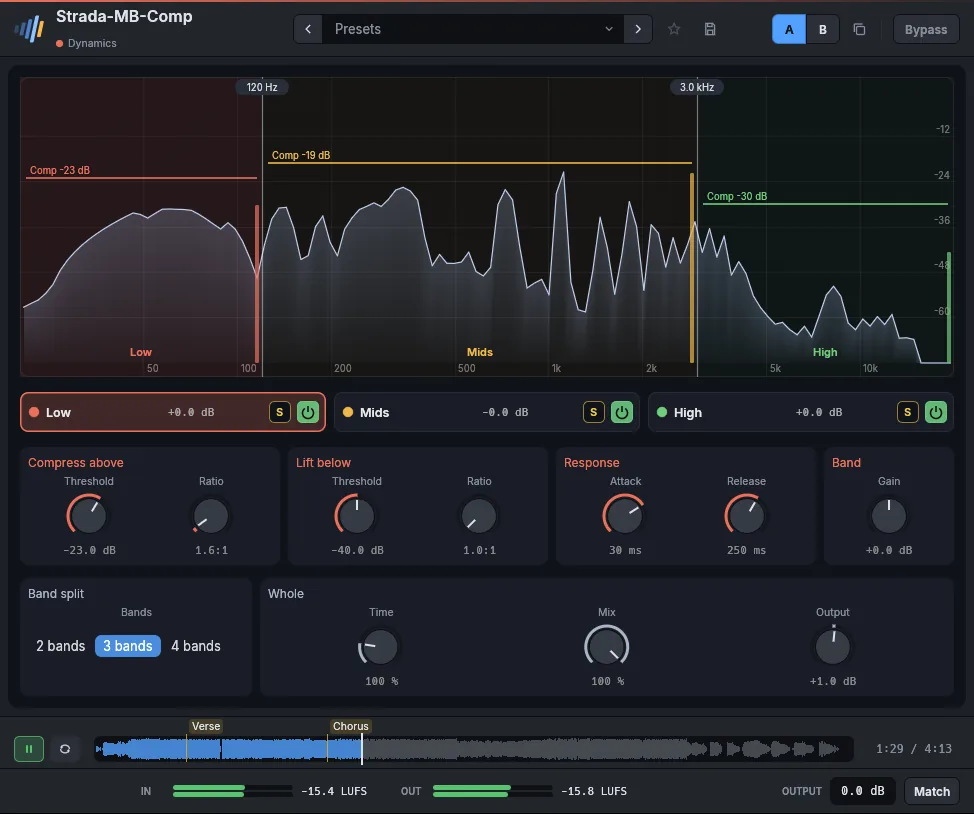 Strada-MB-Comp
Dynamics
Presets
A B
Bypass
120 Hz
3.0 kHz
-12
Comp -19 dB
Comp -23 dB
-24
Comp -30 dB
-36
-48
-60
Low Mids High
50 100 200 500 1k 2k 5k 10k
Low +0.0 dB S
Mids -0.0 dB S
High +0.0 dB S
Compress above
Threshold Ratio
-23.0 dB 1.6:1
Lift below
Threshold Ratio
-40.0 dB 1.0:1
Response
Attack Release
30 ms 250 ms
Band
Gain
+0.0 dB
Band split
Bands
2 bands 3 bands 4 bands
Whole
Time Mix Output
100 % 100 % +1.0 dB
Verse Chorus
1:29 / 4:13
IN -15.4 LUFS OUT -15.8 LUFS OUTPUT 0.0 dB Match